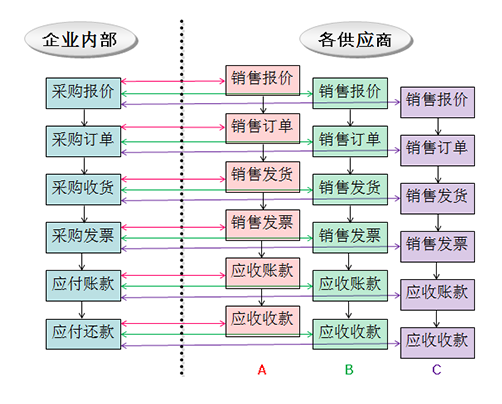 企业内部
各供应商
采购报价
采购订单
采购收货
采购发票
应付账款
应付还款
销售报价
销售订单
销售发货
销售发票
应收账款
应收收款
A
销售报价
销售订单
销售发货
销售发票
应收账款
应收收款
B
销售报价
销售订单
销售发货
销售发票
应收账款
应收收款
C